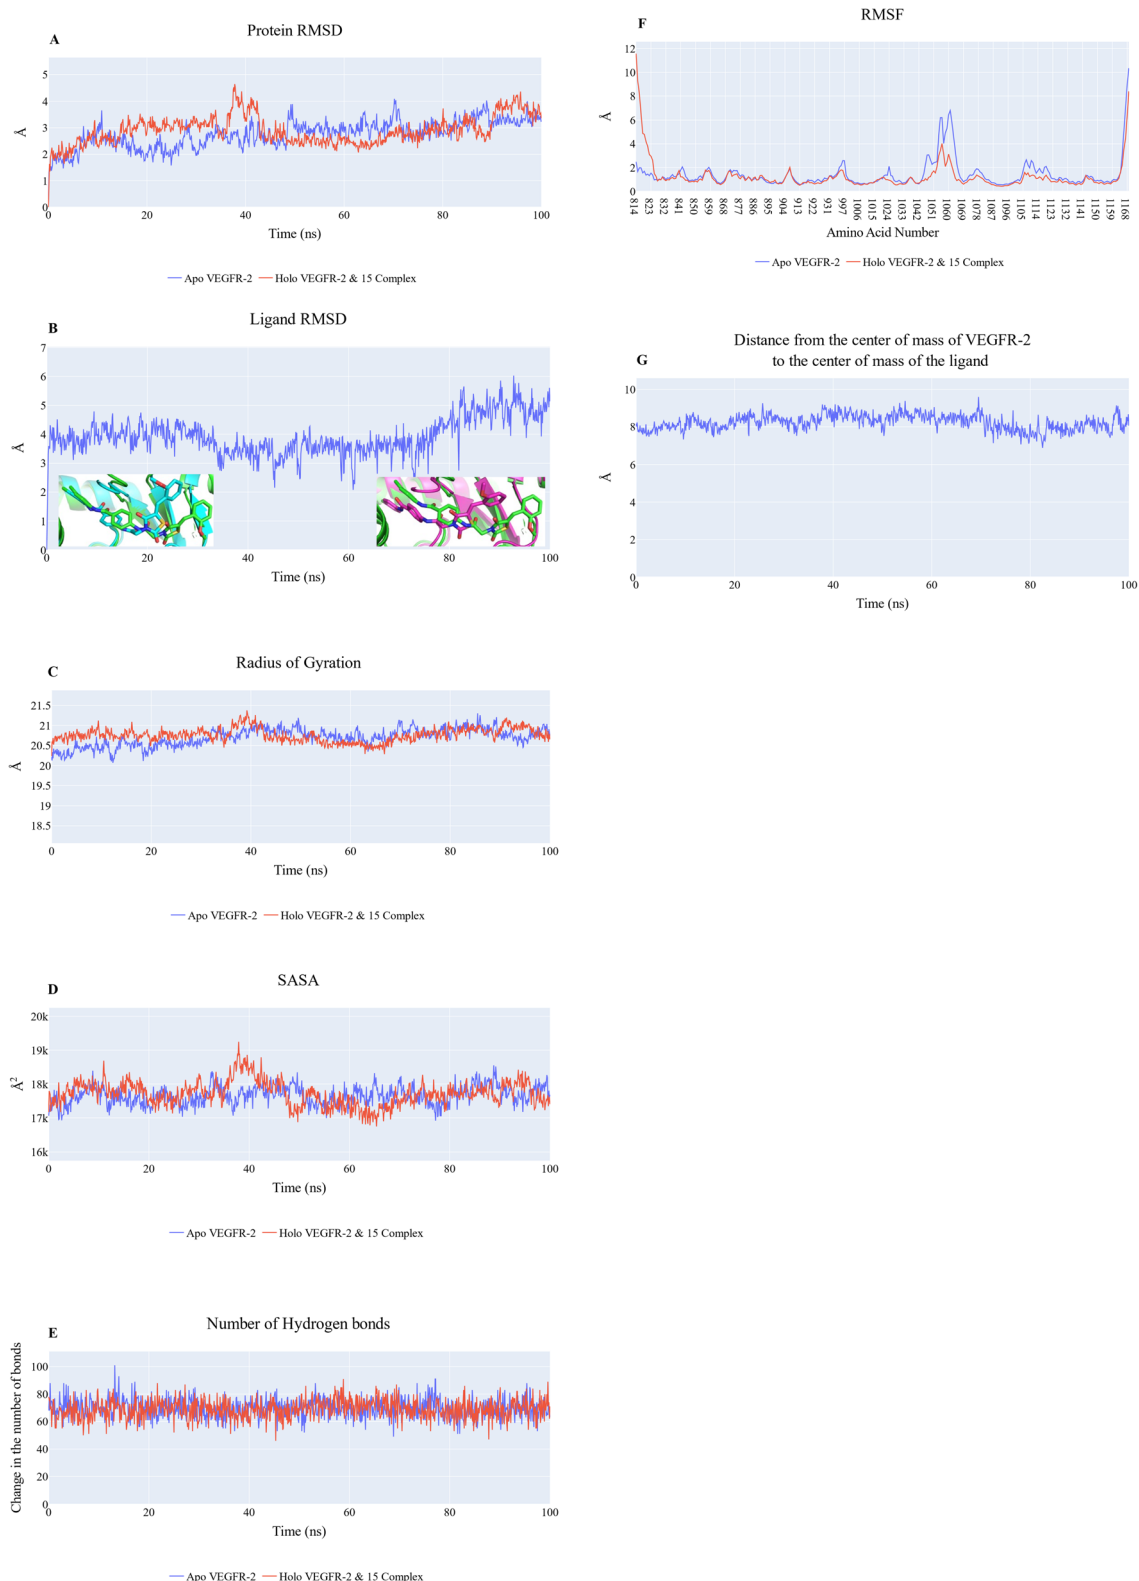 A
Protein RMSD
5
4
3
2
1
0
Å
0 20 40 60 80 100
Time (ns)
Apo VEGFR-2 Holo VEGFR-2 & 15 Complex
B
Ligand RMSD
7
6
5
4
3
2
1
0
Å
0 20 40 60 80 100
Time (ns)
C
Radius of Gyration
21.5
21
20.5
20
19.5
19
18.5
Å
0 20 40 60 80 100
Time (ns)
Apo VEGFR-2 Holo VEGFR-2 & 15 Complex
D
SASA
20k
19k
18k
17k
16k
Å²
0 20 40 60 80 100
Time (ns)
Apo VEGFR-2 Holo VEGFR-2 & 15 Complex
E
Number of Hydrogen bonds
100
80
60
40
20
0
Change in the number of bonds
0 20 40 60 80 100
Time (ns)
Apo VEGFR-2 Holo VEGFR-2 & 15 Complex
F
RMSF
12
10
8
6
4
2
0
Å
814 823 832 841 850 859 868 877 886 895 904 913 922 931 997 1006 1015 1024 1033 1042 1051 1060 1069 1078 1087 1096 1105 1114 1123 1132 1141 1150 1159 1168
Amino Acid Number
Apo VEGFR-2 Holo VEGFR-2 & 15 Complex
G
Distance from the center of mass of VEGFR-2
to the center of mass of the ligand
10
8
6
4
2
0
Å
0 20 40 60 80 100
Time (ns)